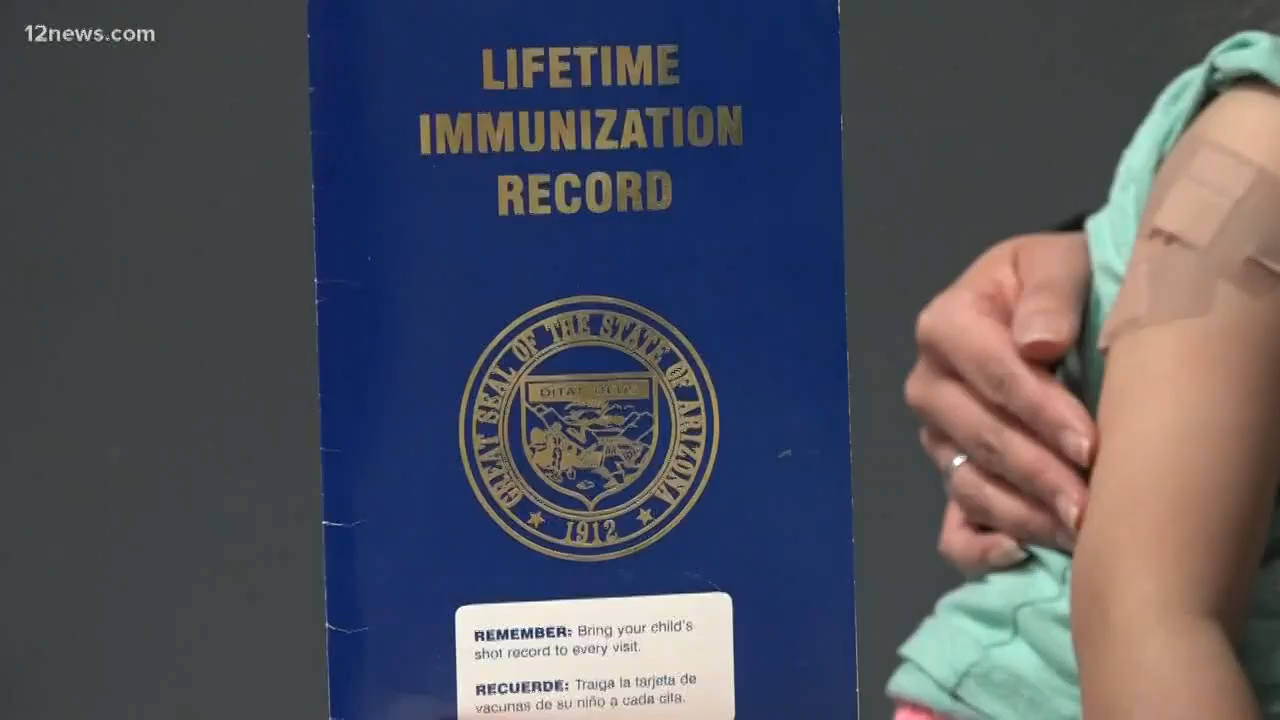 12news.com
LIFETIME
IMMUNIZATION
RECORD
GREAT SEAL OF THE STATE OF ARIZONA
DITAT DEUS
1912
REMEMBER: Bring your child's
shot record to every visit.
RECUERDE: Traiga la tarjeta de
vacunas de su niño a cada cita.